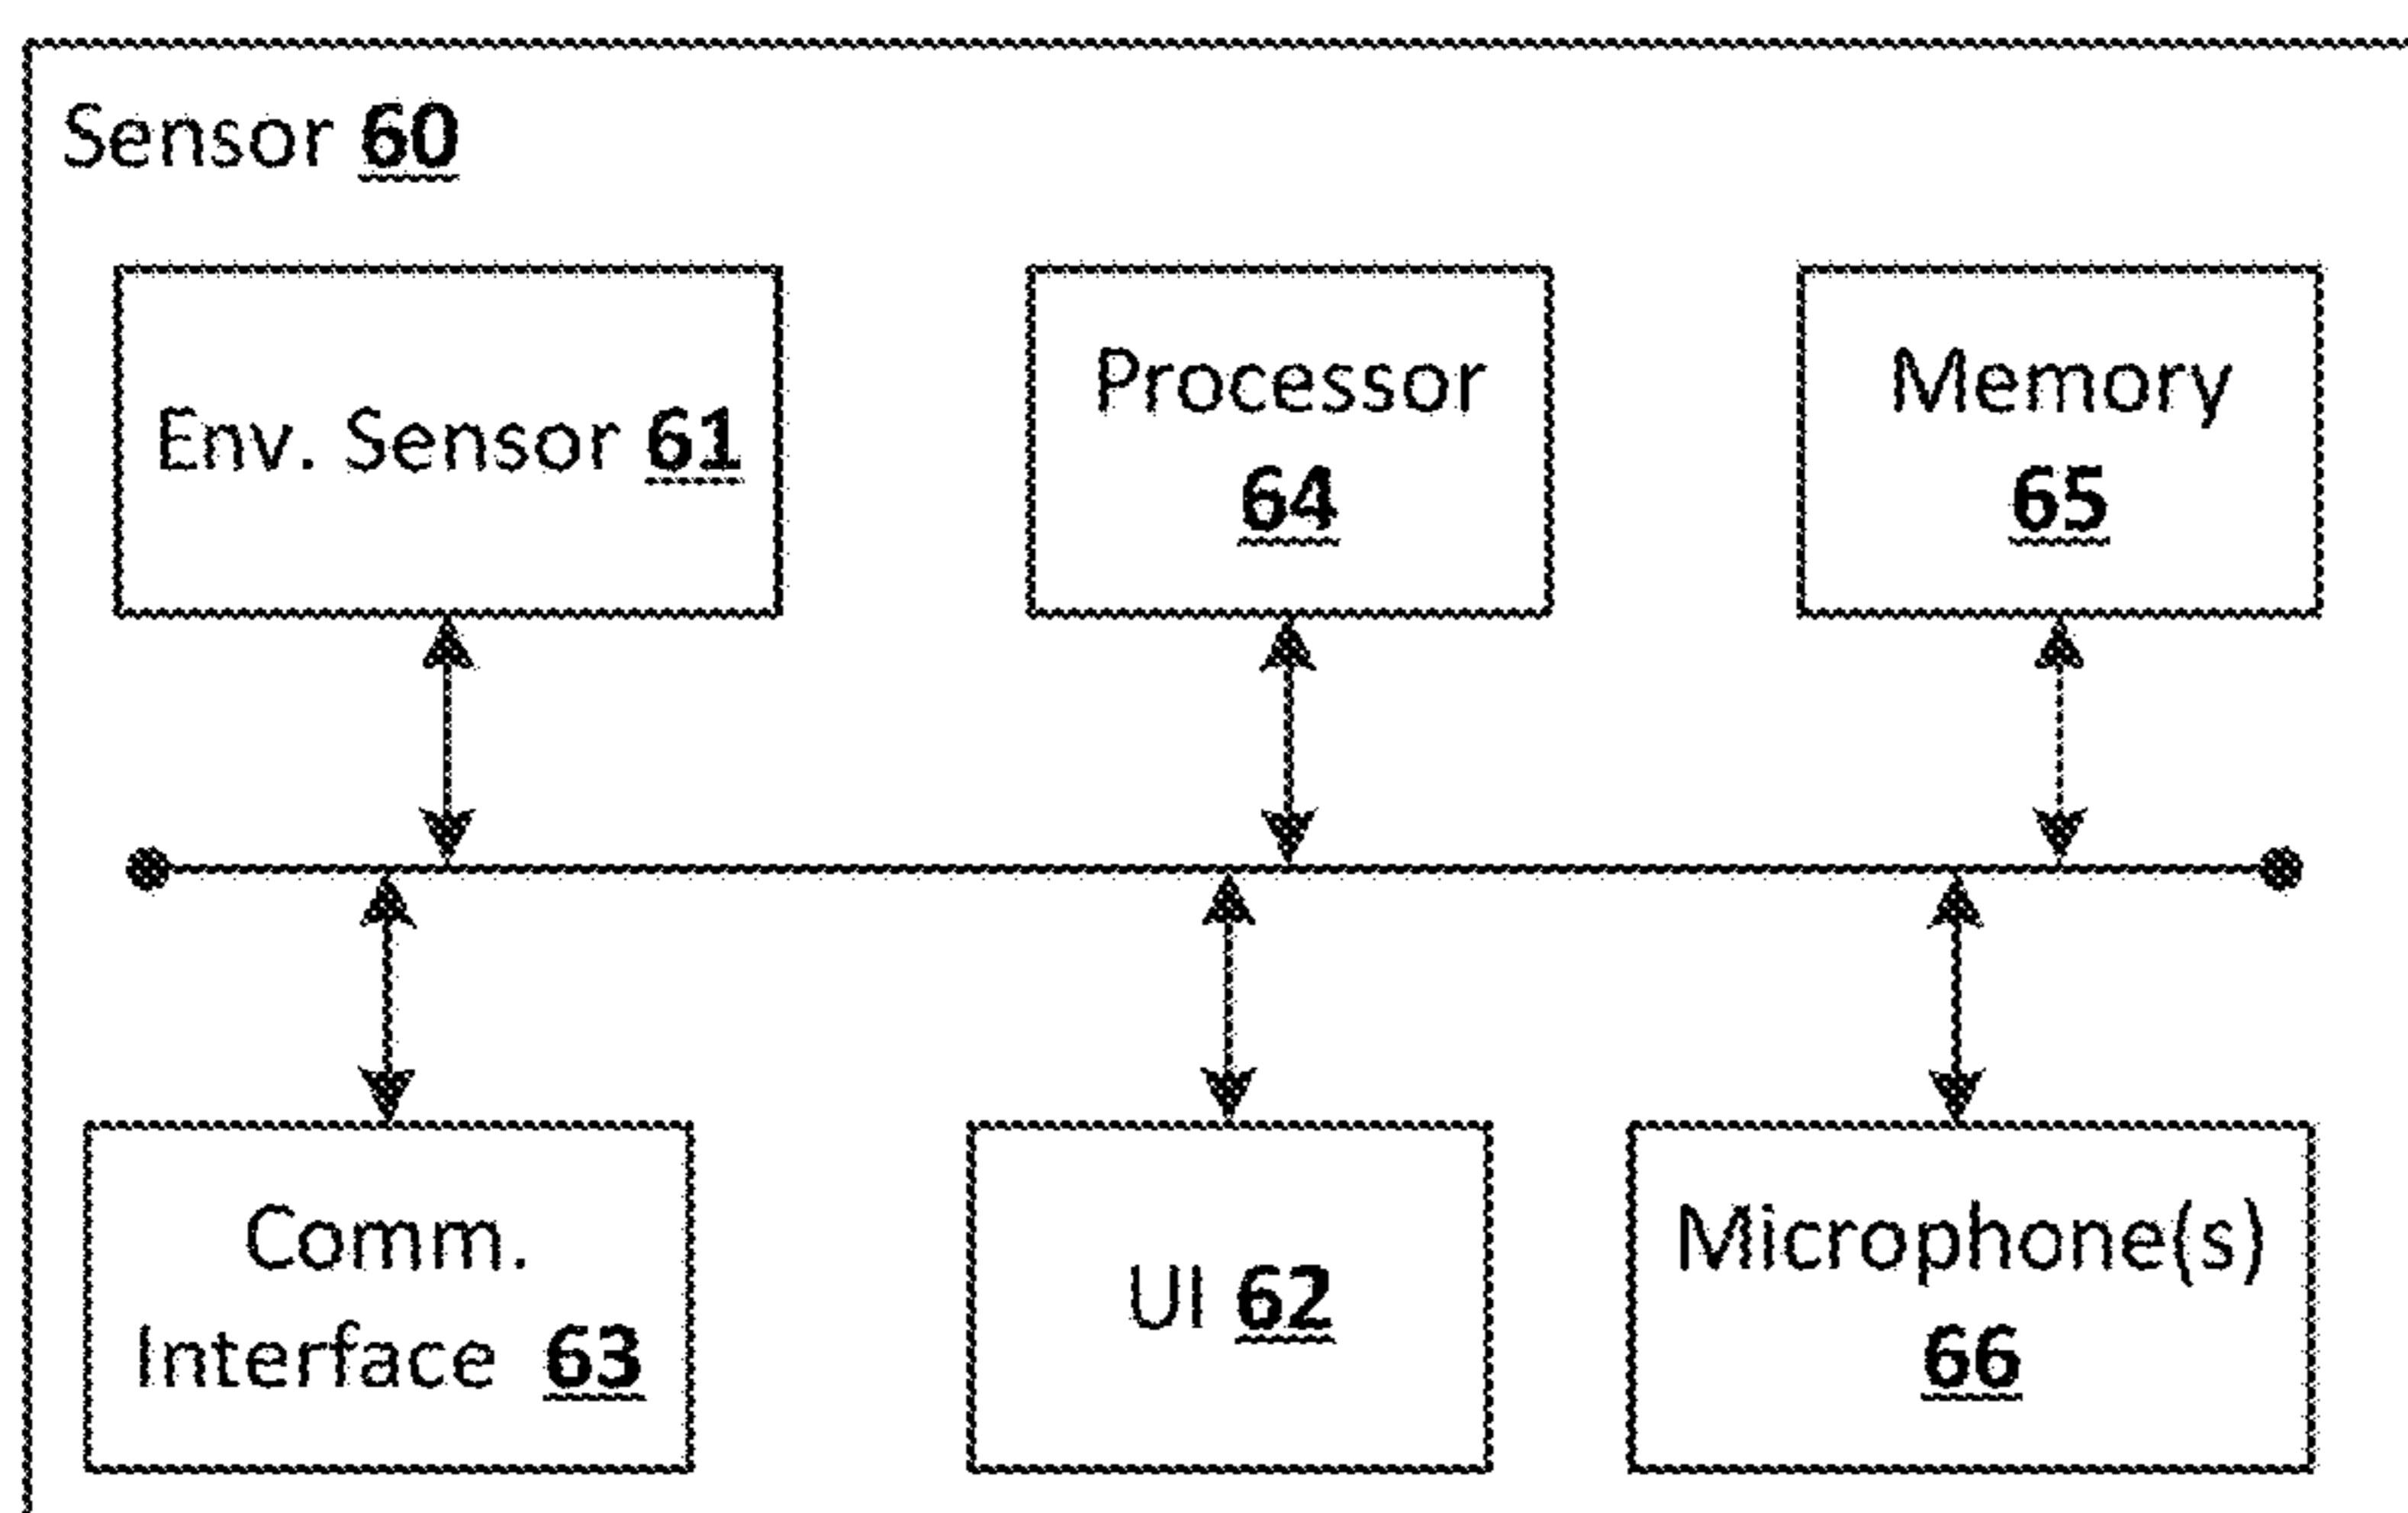 Sensor 60
Env. Sensor 61
Processor
64
Memory
65
Comm.
Interface 63
UI 62
Microphone(s)
66